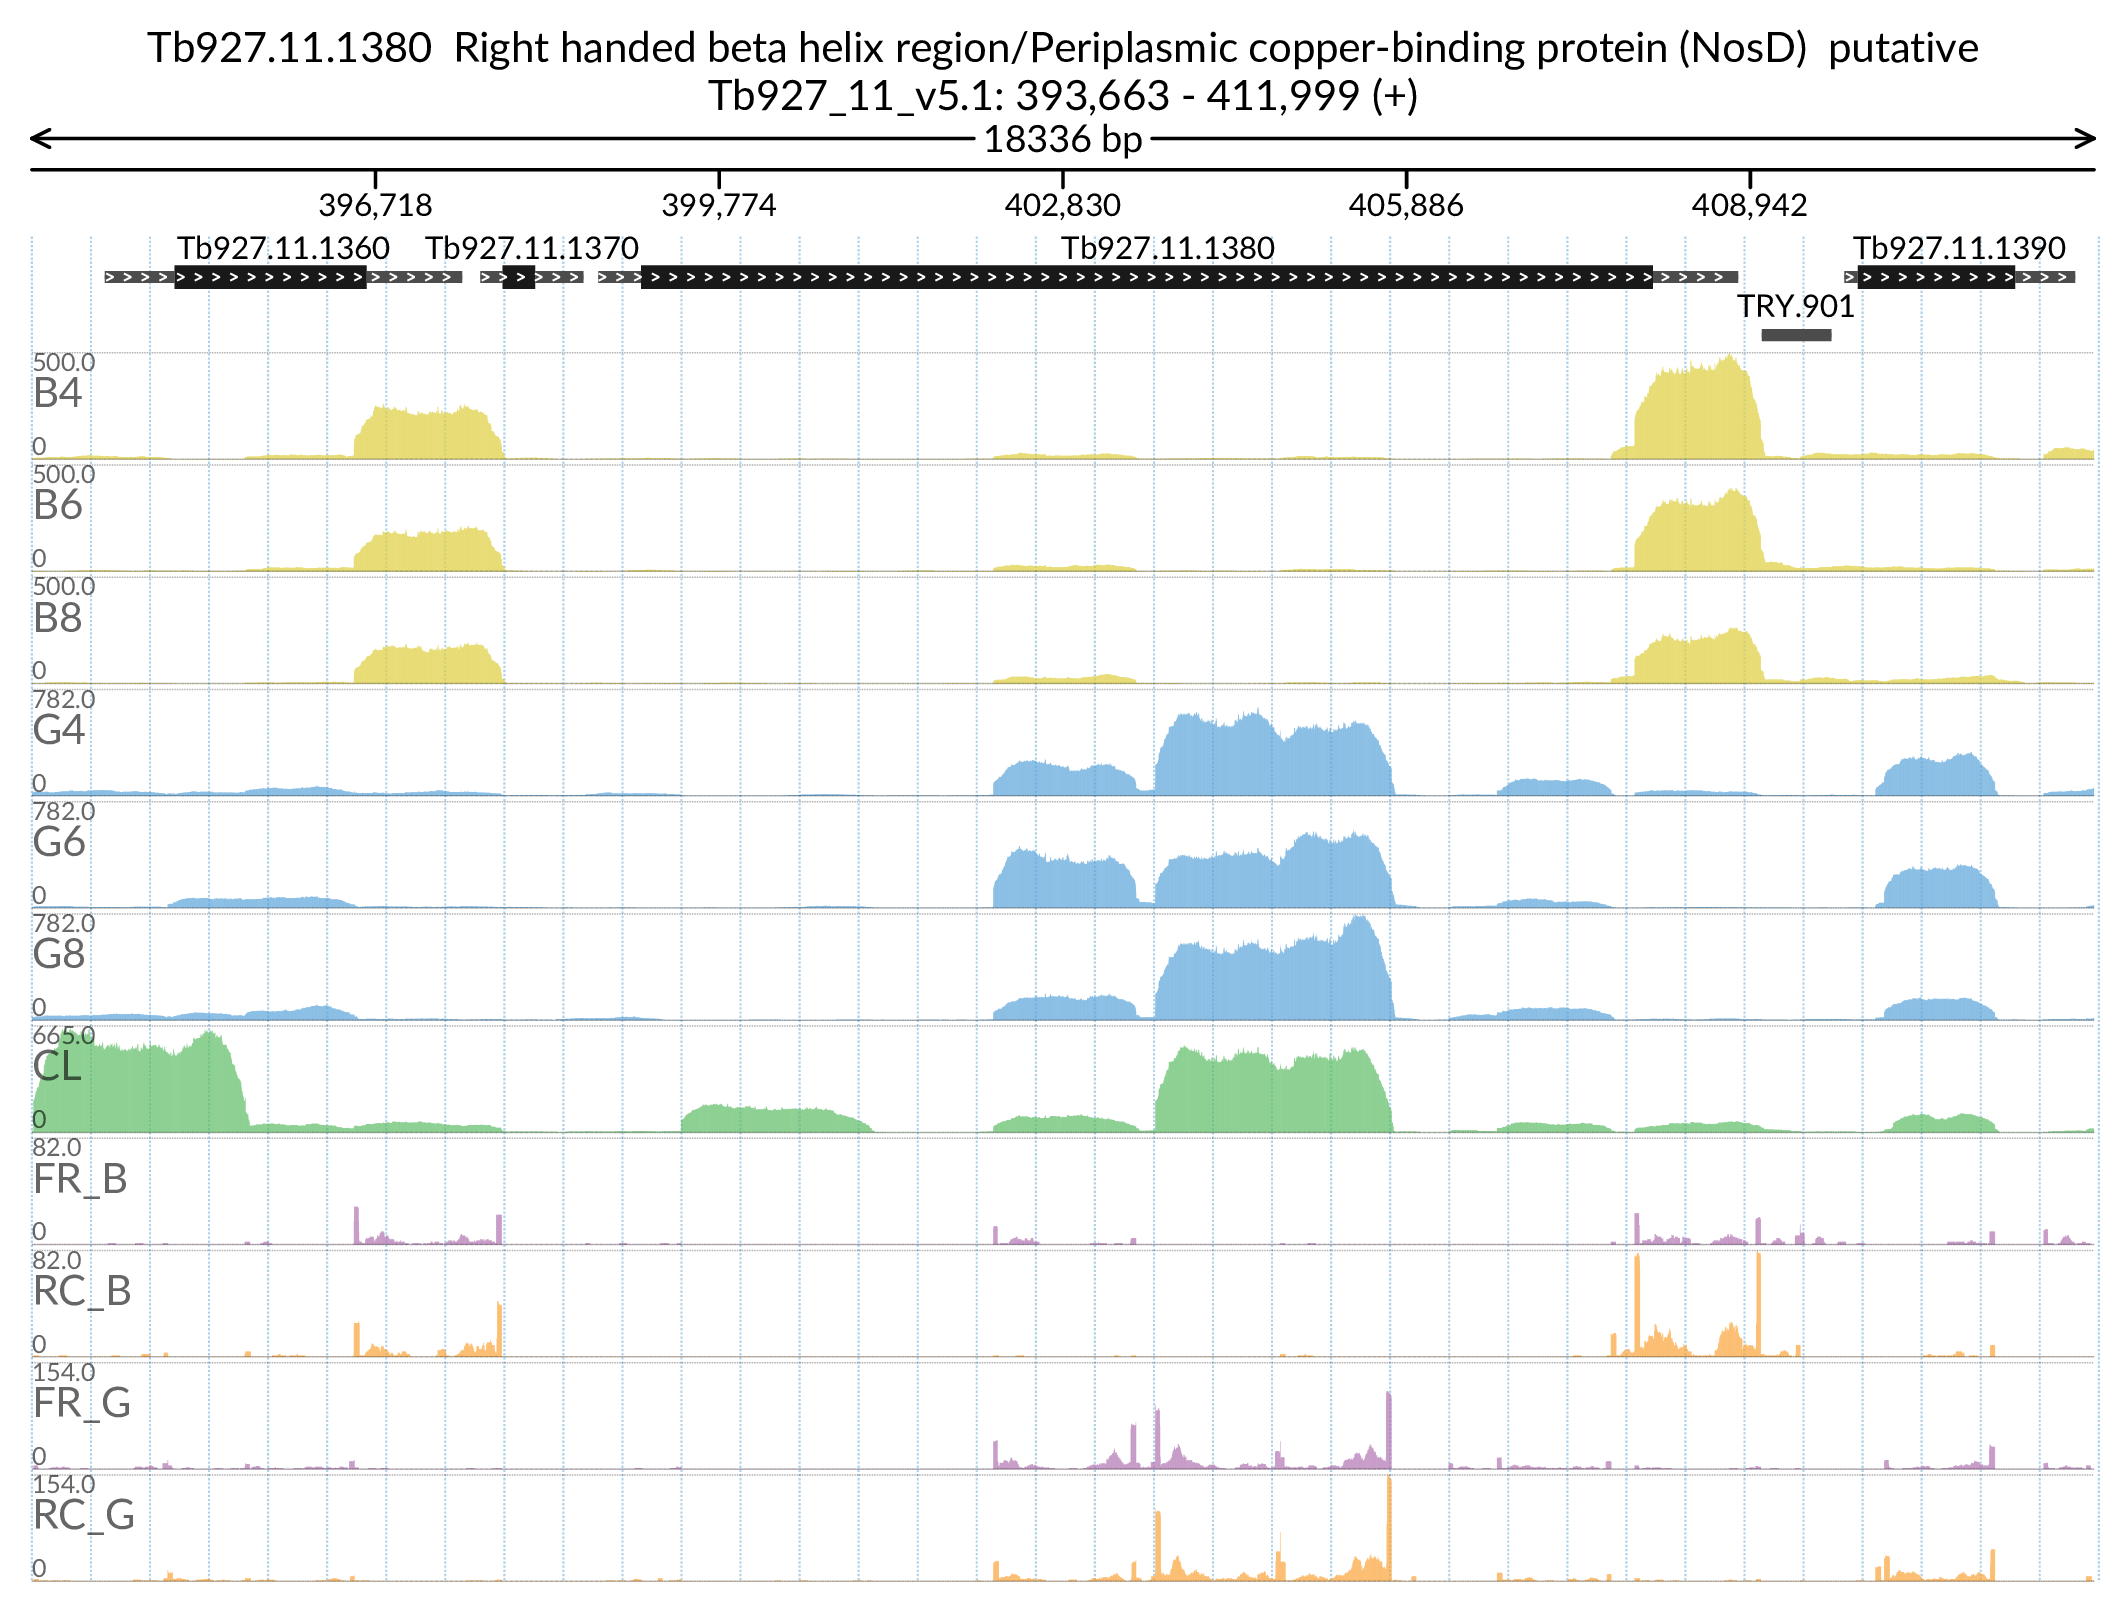 Tb927.11.1380 Right handed beta helix region/Periplasmic copper-binding protein (NosD) putative
Tb927_11_v5.1: 393,663 - 411,999 (+)
18336 bp
396,718 399,774 402,830 405,886 408,942
Tb927.11.1360 Tb927.11.1370 Tb927.11.1380 Tb927.11.1390
TRY.901
500.0
B4
0
500.0
B6
0
500.0
B8
0
782.0
G4
0
782.0
G6
0
782.0
G8
0
665.0
CL
0
82.0
FR_B
0
82.0
RC_B
0
154.0
FR_G
0
154.0
RC_G
0